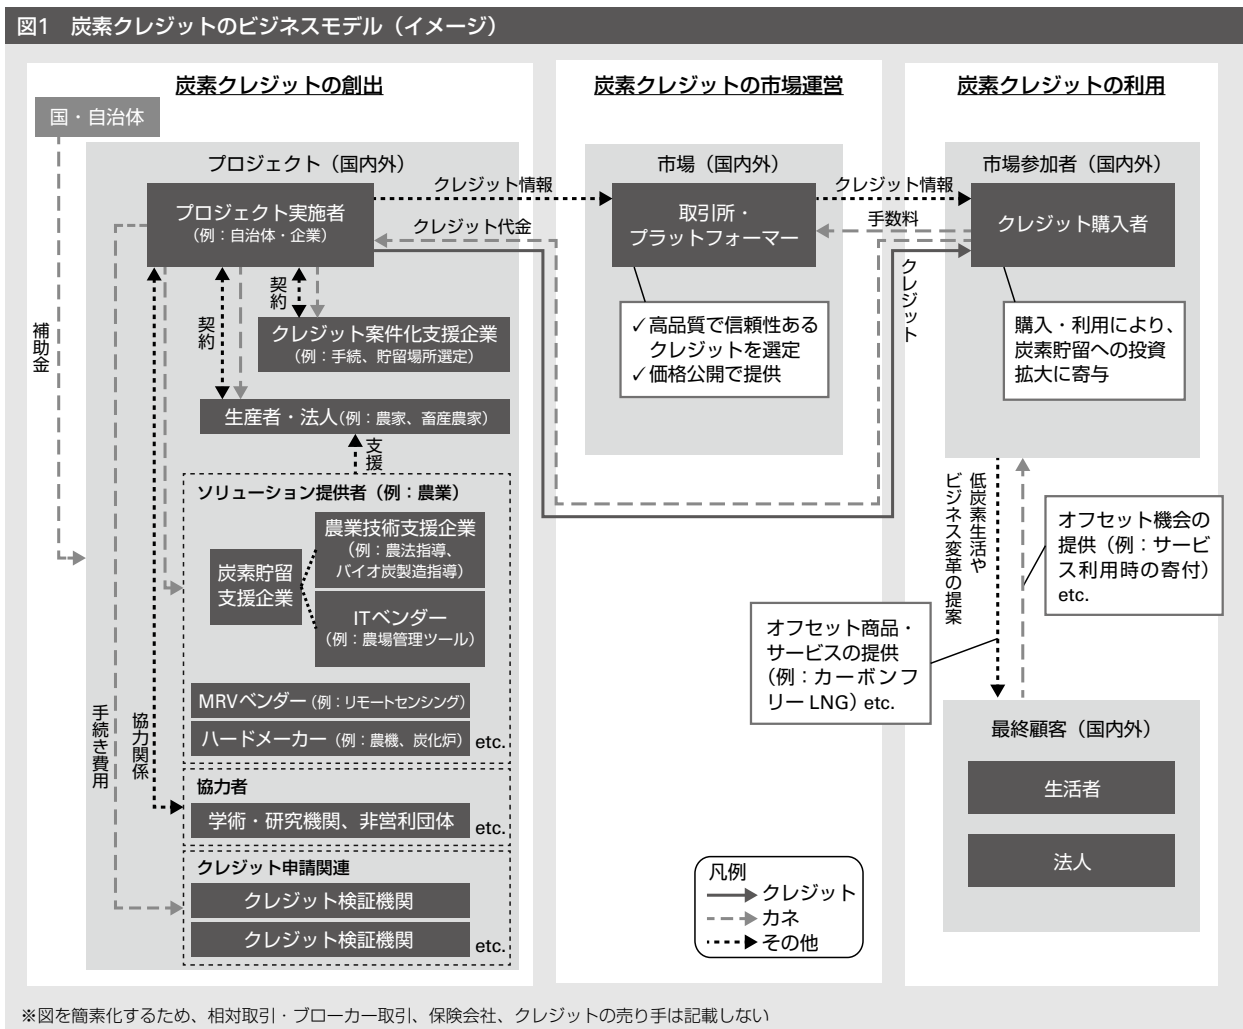 図1 炭素クレジットのビジネスモデル（イメージ）
炭素クレジットの創出
国・自治体
補助金
プロジェクト（国内外）
プロジェクト実施者
（例：自治体・企業）
クレジット情報
クレジット代金
契約
契約
クレジット案件化支援企業
（例：手続、貯留場所選定）
生産者・法人（例：農家、畜産農家）
支援
ソリューション提供者（例：農業）
炭素貯留
支援企業
農業技術支援企業
（例：農法指導、
バイオ炭製造指導）
ITベンダー
（例：農場管理ツール）
MRVベンダー（例：リモートセンシング）
ハードメーカー（例：農機、炭化炉）
etc.
手続き費用
協力関係
協力者
学術・研究機関、非営利団体
etc.
クレジット申請関連
クレジット検証機関
クレジット検証機関
etc.
炭素クレジットの市場運営
市場（国内外）
取引所・
プラットフォーマー
✓高品質で信頼性ある
クレジットを選定
✓価格公開で提供
クレジット情報
手数料
クレジット
炭素クレジットの利用
市場参加者（国内外）
クレジット購入者
購入・利用により、
炭素貯留への投資
拡大に寄与
低炭素生活や
ビジネス変革の提案
オフセット機会の
提供（例：サービ
ス利用時の寄付）
etc.
オフセット商品・
サービスの提供
（例：カーボンフ
リーLNG）etc.
最終顧客（国内外）
生活者
法人
凡例
クレジット
カネ
その他
※図を簡素化するため、相対取引・ブローカー取引、保険会社、クレジットの売り手は記載しない